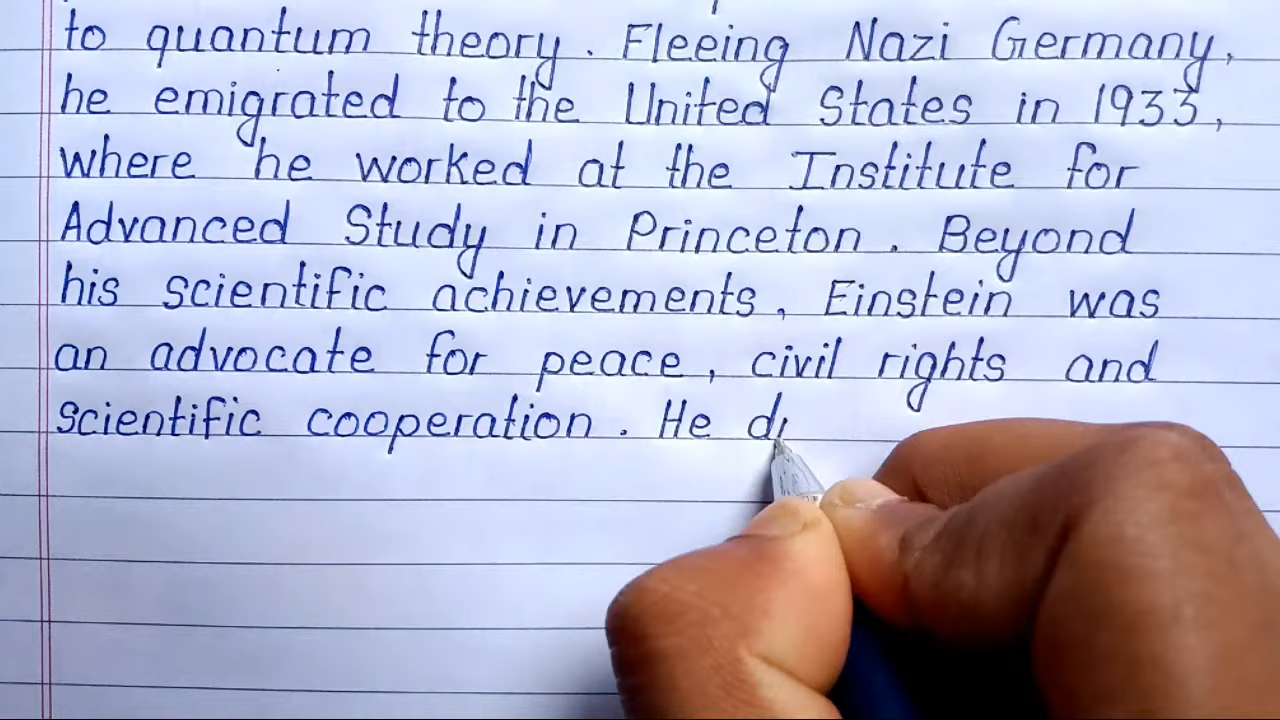 to quantum theory. Fleeing Nazi Germany,
he emigrated to the United States in 1933,
where he worked at the Institute for
Advanced Study in Princeton. Beyond
his scientific achievements, Einstein was
an advocate for peace, civil rights and
scientific cooperation. He di